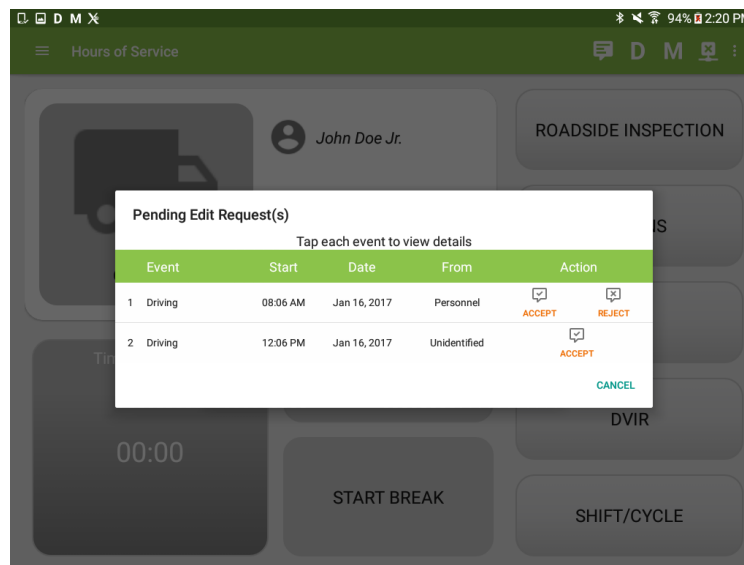 D M 94% 2:20 PM
Hours of Service D M
John Doe Jr.
ROADSIDE INSPECTION
Pending Edit Request(s)
Tap each event to view details
Event Start Date From Action
1 Driving 08:06 AM Jan 16, 2017 Personnel ACCEPT REJECT
2 Driving 12:06 PM Jan 16, 2017 Unidentified ACCEPT
CANCEL
DVIR
00:00
START BREAK
SHIFT/CYCLE